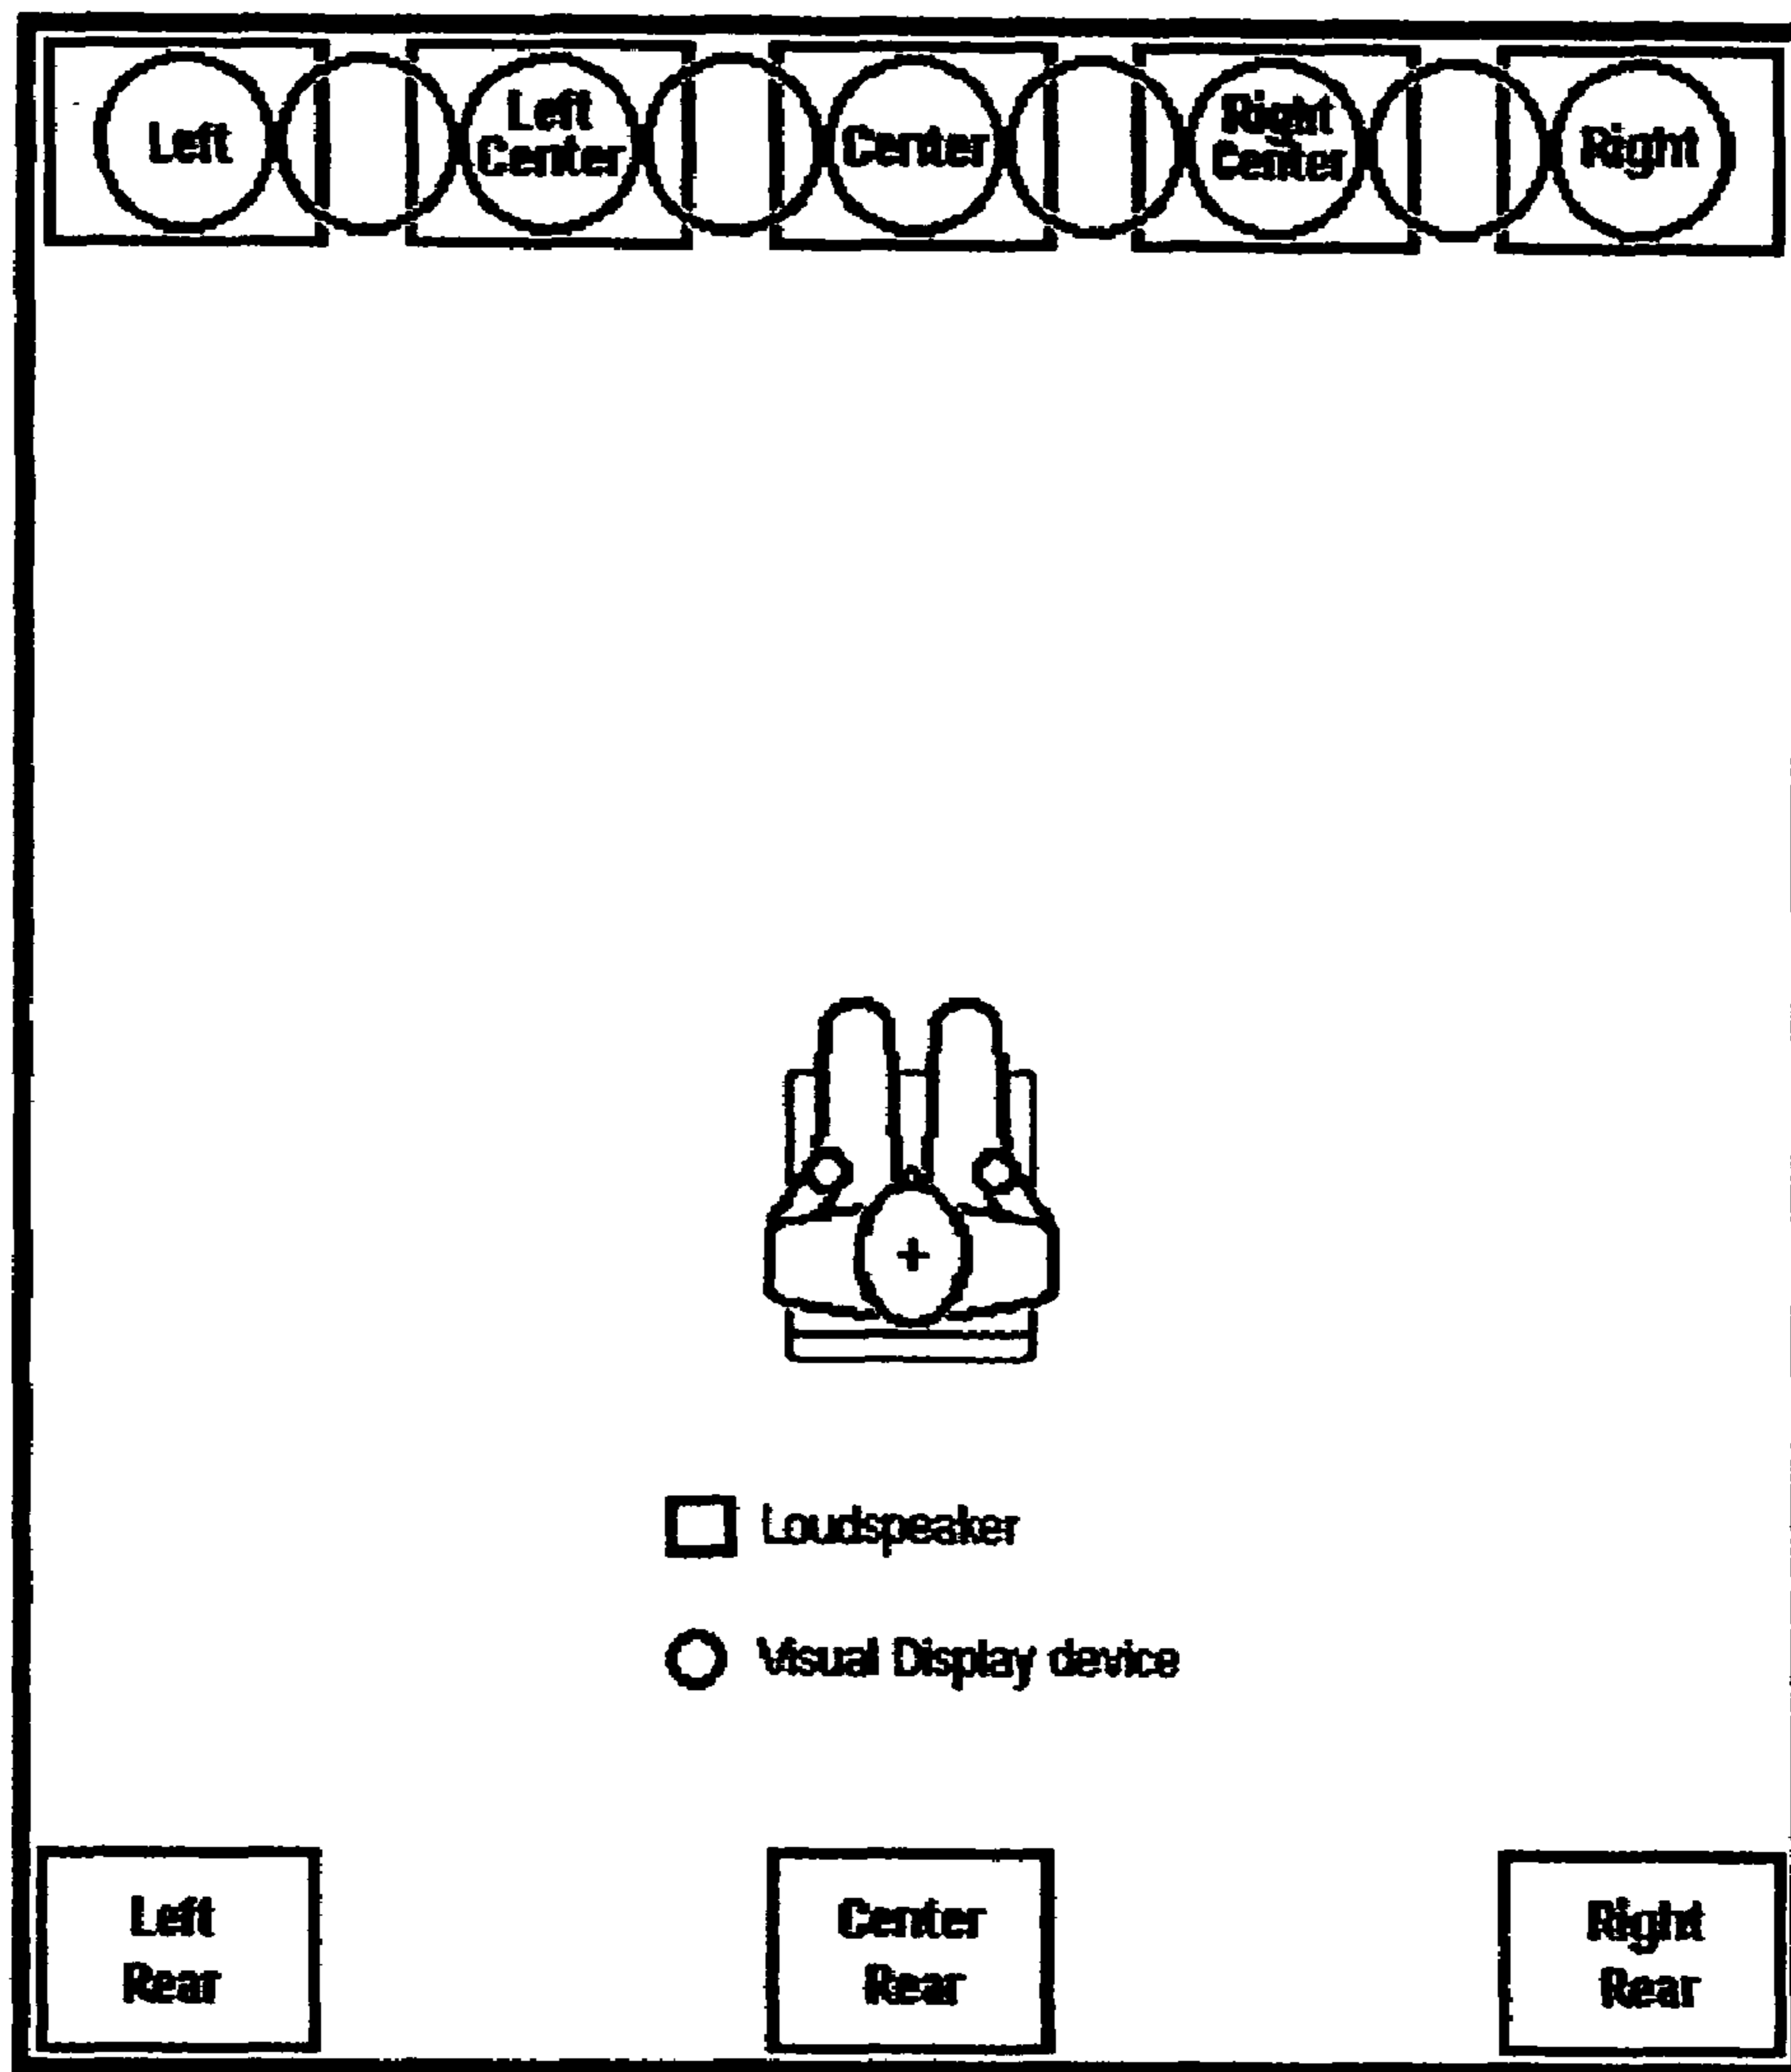 Left
Left
Center
Center
Right
Center
Right
Loudspeaker
Visual Display device
Left
Rear
Center
Rear
Right
Rear